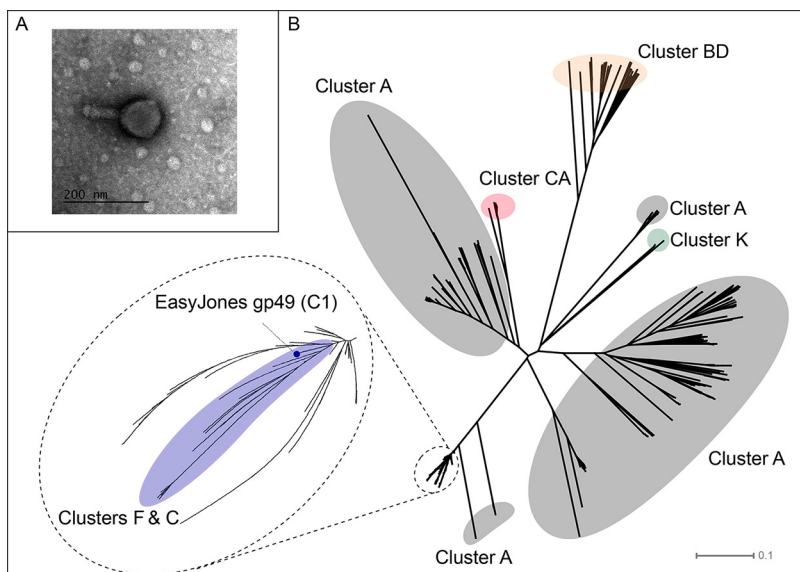 A
200 nm
B
Cluster BD
Cluster A
Cluster CA
Cluster A
Cluster K
EasyJones gp49 (C1)
Cluster A
Clusters F & C
Cluster A
0.1